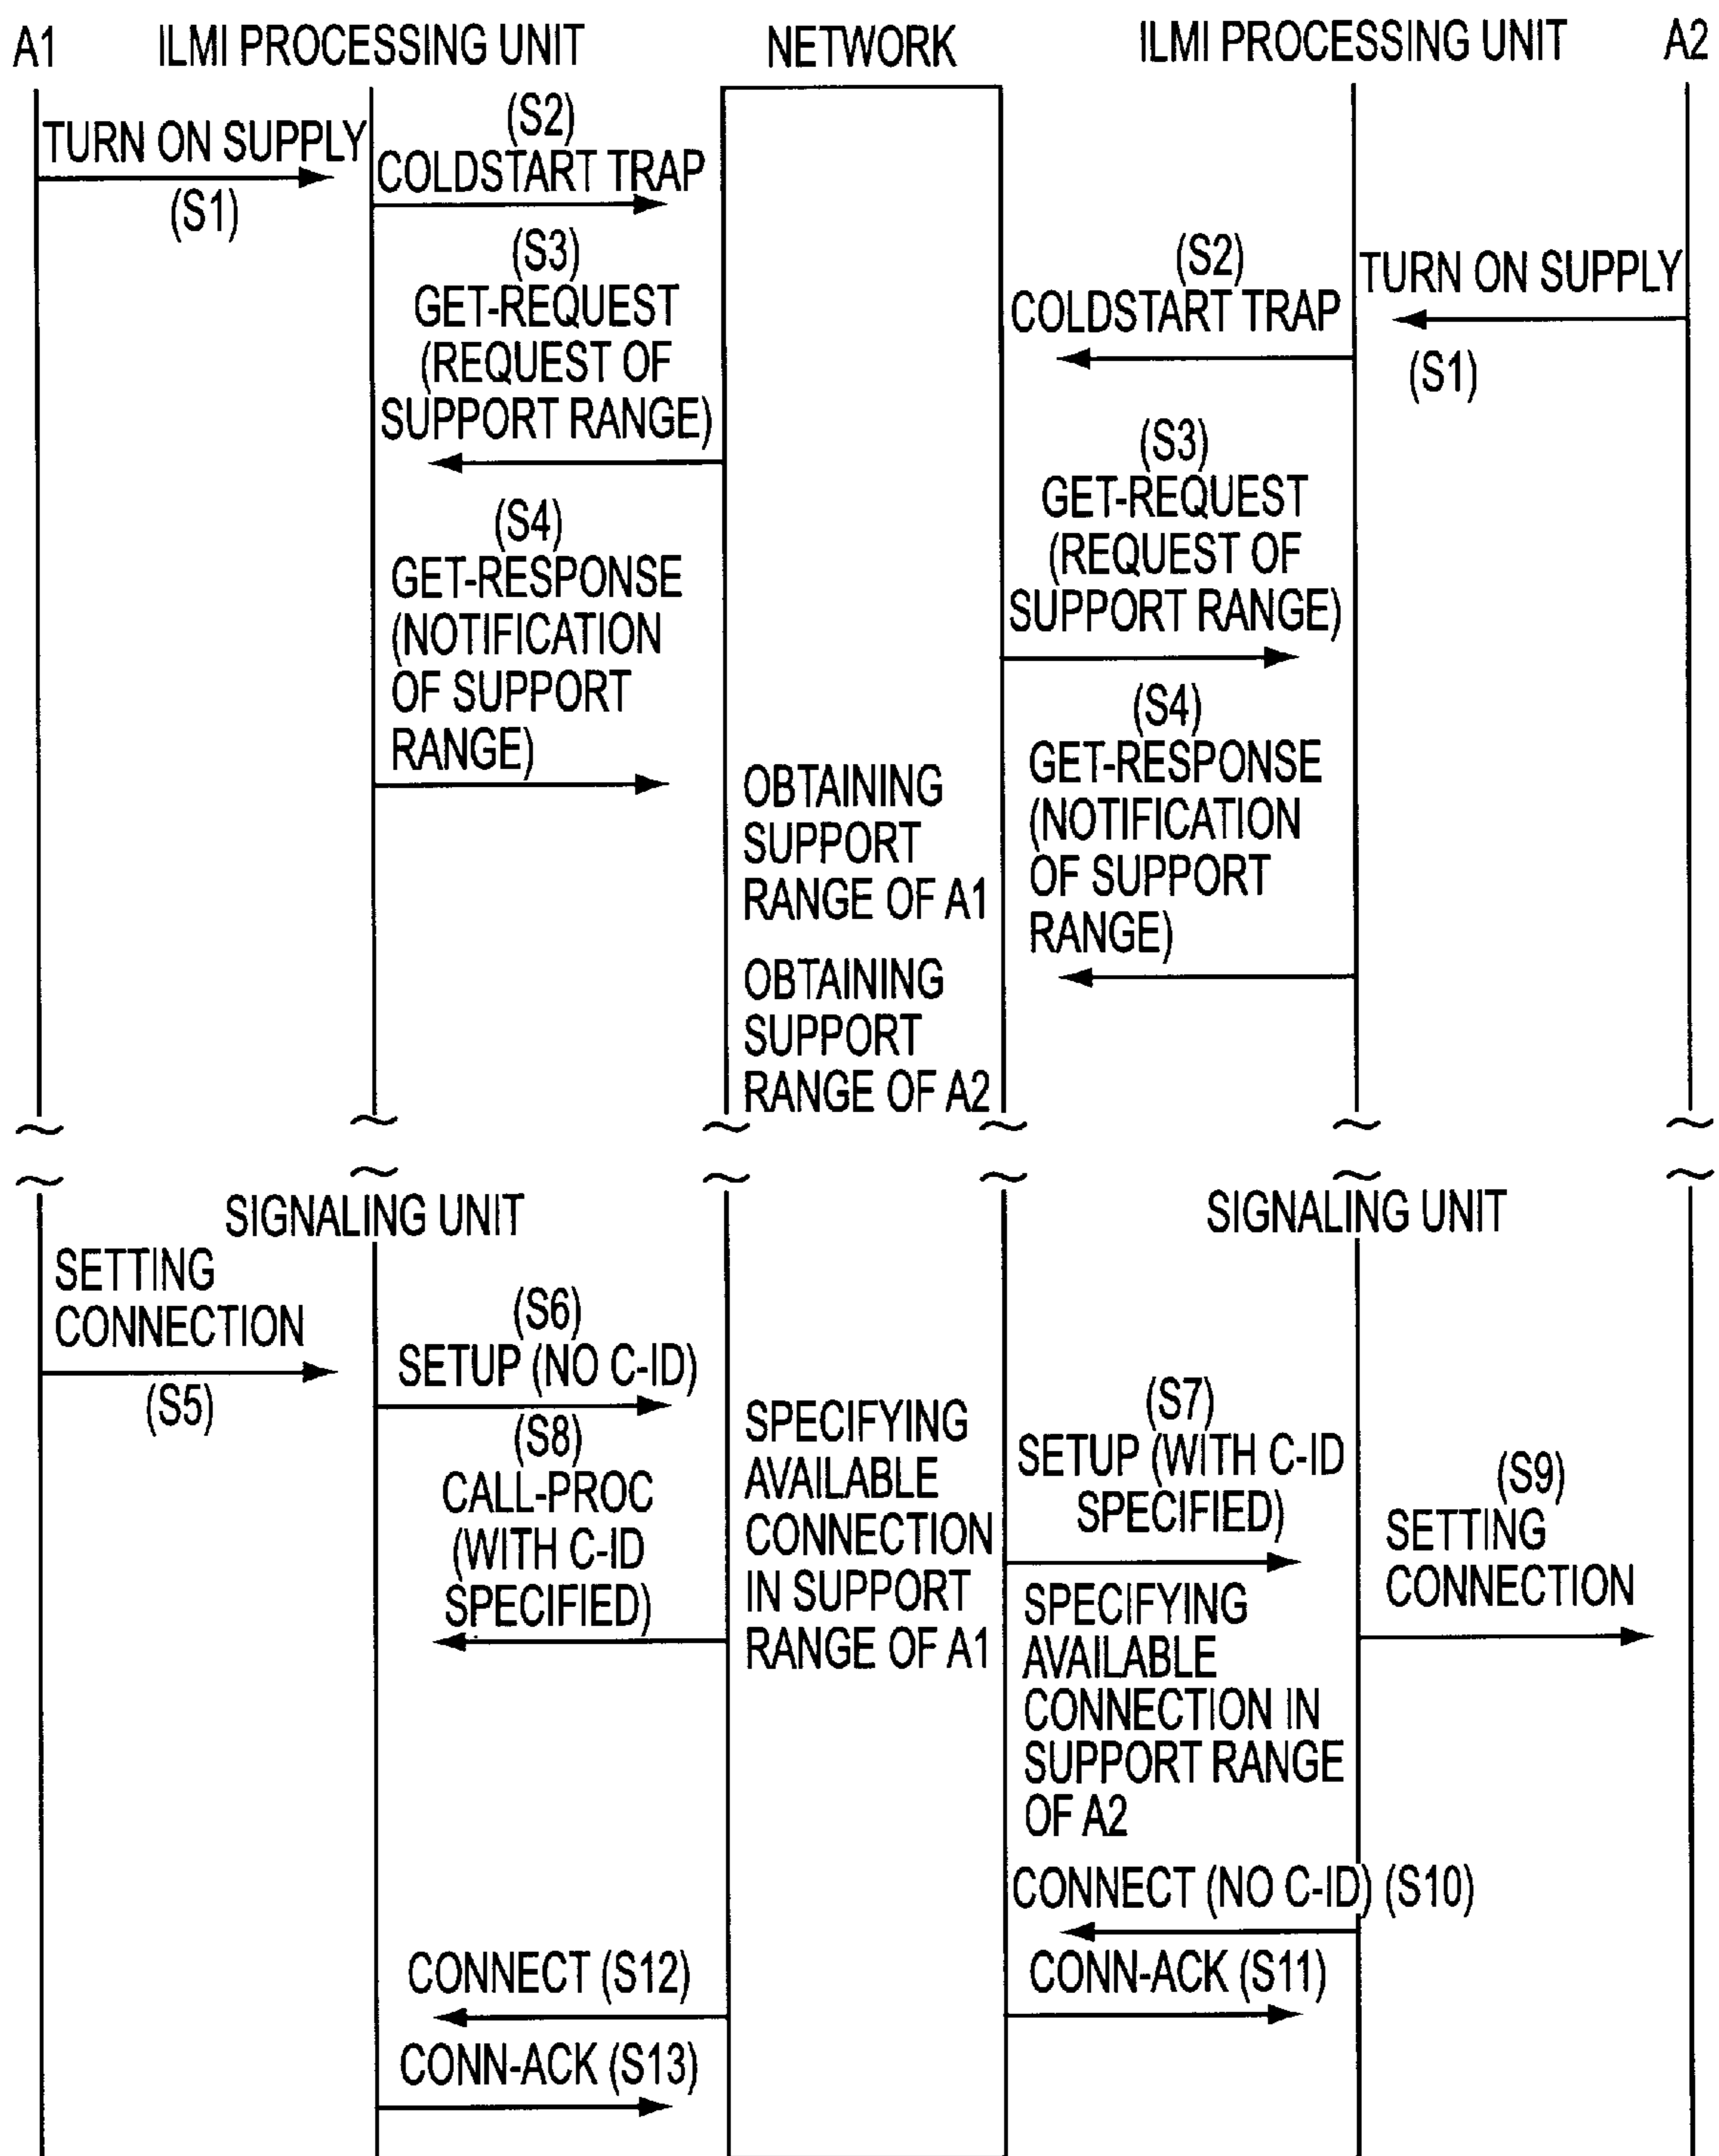 A1
ILMI PROCESSING UNIT
NETWORK
ILMI PROCESSING UNIT
A2
TURN ON SUPPLY
(S1)
(S2)
COLDSTART TRAP
(S3)
GET-REQUEST
(REQUEST OF
SUPPORT RANGE)
(S4)
GET-RESPONSE
(NOTIFICATION
OF SUPPORT
RANGE)
OBTAINING
SUPPORT
RANGE OF A1
OBTAINING
SUPPORT
RANGE OF A2
(S2)
COLDSTART TRAP
TURN ON SUPPLY
(S1)
(S3)
GET-REQUEST
(REQUEST OF
SUPPORT RANGE)
(S4)
GET-RESPONSE
(NOTIFICATION
OF SUPPORT
RANGE)
SIGNALING UNIT
SIGNALING UNIT
SETTING
CONNECTION
(S5)
(S6)
SETUP (NO C-ID)
(S8)
CALL-PROC
(WITH C-ID
SPECIFIED)
SPECIFYING
AVAILABLE
CONNECTION
IN SUPPORT
RANGE OF A1
(S7)
SETUP (WITH C-ID
SPECIFIED)
SPECIFYING
AVAILABLE
CONNECTION IN
SUPPORT RANGE
OF A2
(S9)
SETTING
CONNECTION
CONNECT (NO C-ID) (S10)
CONNECT (S12)
CONN-ACK (S11)
CONN-ACK (S13)